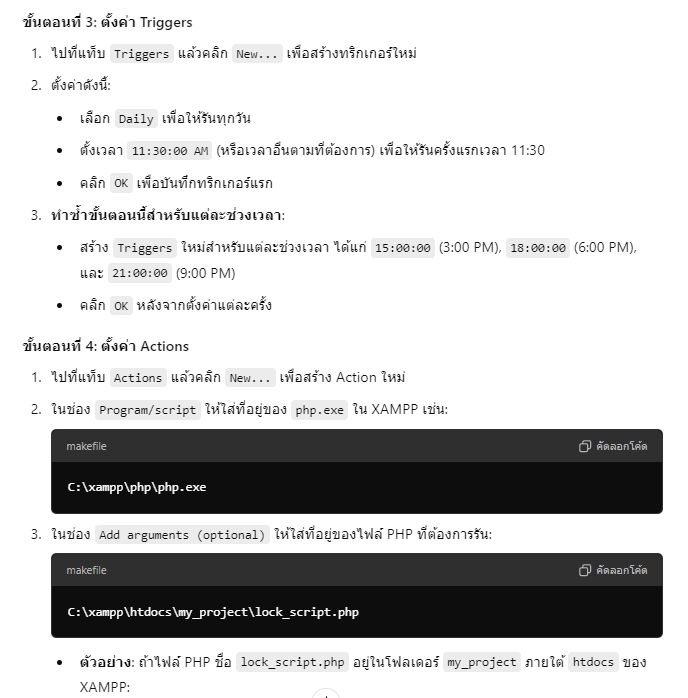 ขั้นตอนที่ 3: ตั้งค่า Triggers
1. ไปที่แท็บ Triggers แล้วคลิก New... เพื่อสร้างทริกเกอร์ใหม่
2. ตั้งค่าดังนี้:
• เลือก Daily เพื่อให้รันทุกวัน
• ตั้งเวลา 11:30:00 AM (หรือเวลาอื่นตามที่ต้องการ) เพื่อให้รันครั้งแรกเวลา 11:30
• คลิก OK เพื่อบันทึกทริกเกอร์แรก
3. ทำซ้ำขั้นตอนนี้สำหรับแต่ละช่วงเวลา:
• สร้าง Triggers ใหม่สำหรับแต่ละช่วงเวลา ได้แก่ 15:00:00 (3:00 PM), 18:00:00 (6:00 PM),
และ 21:00:00 (9:00 PM)
• คลิก OK หลังจากตั้งค่าแต่ละครั้ง
ขั้นตอนที่ 4: ตั้งค่า Actions
1. ไปที่แท็บ Actions แล้วคลิก New... เพื่อสร้าง Action ใหม่
2. ในช่อง Program/script ให้ใส่ที่อยู่ของ php.exe ใน XAMPP เช่น:
makefile คัดลอกโค้ด
C:\xampp\php\php.exe
3. ในช่อง Add arguments (optional) ให้ใส่ที่อยู่ของไฟล์ PHP ที่ต้องการรัน:
makefile คัดลอกโค้ด
C:\xampp\htdocs\my_project\lock_script.php
• ตัวอย่าง: ถ้าไฟล์ PHP ชื่อ lock_script.php อยู่ในโฟลเดอร์ my_project ภายใต้ htdocs ของ
XAMPP: